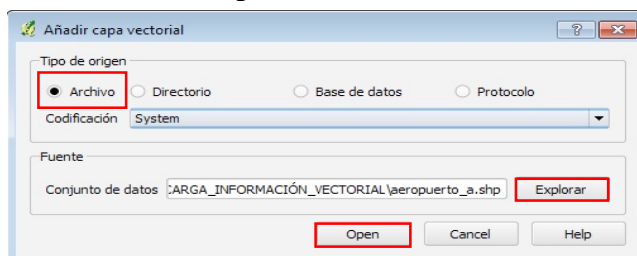 Añadir capa vectorial
Tipo de origen
Archivo Directorio Base de datos Protocolo
Codificación System
Fuente
Conjunto de datos :ARGA_INFORMACIÓN_VECTORIAL\aeropuerto_a.shp Explorar
Open Cancel Help